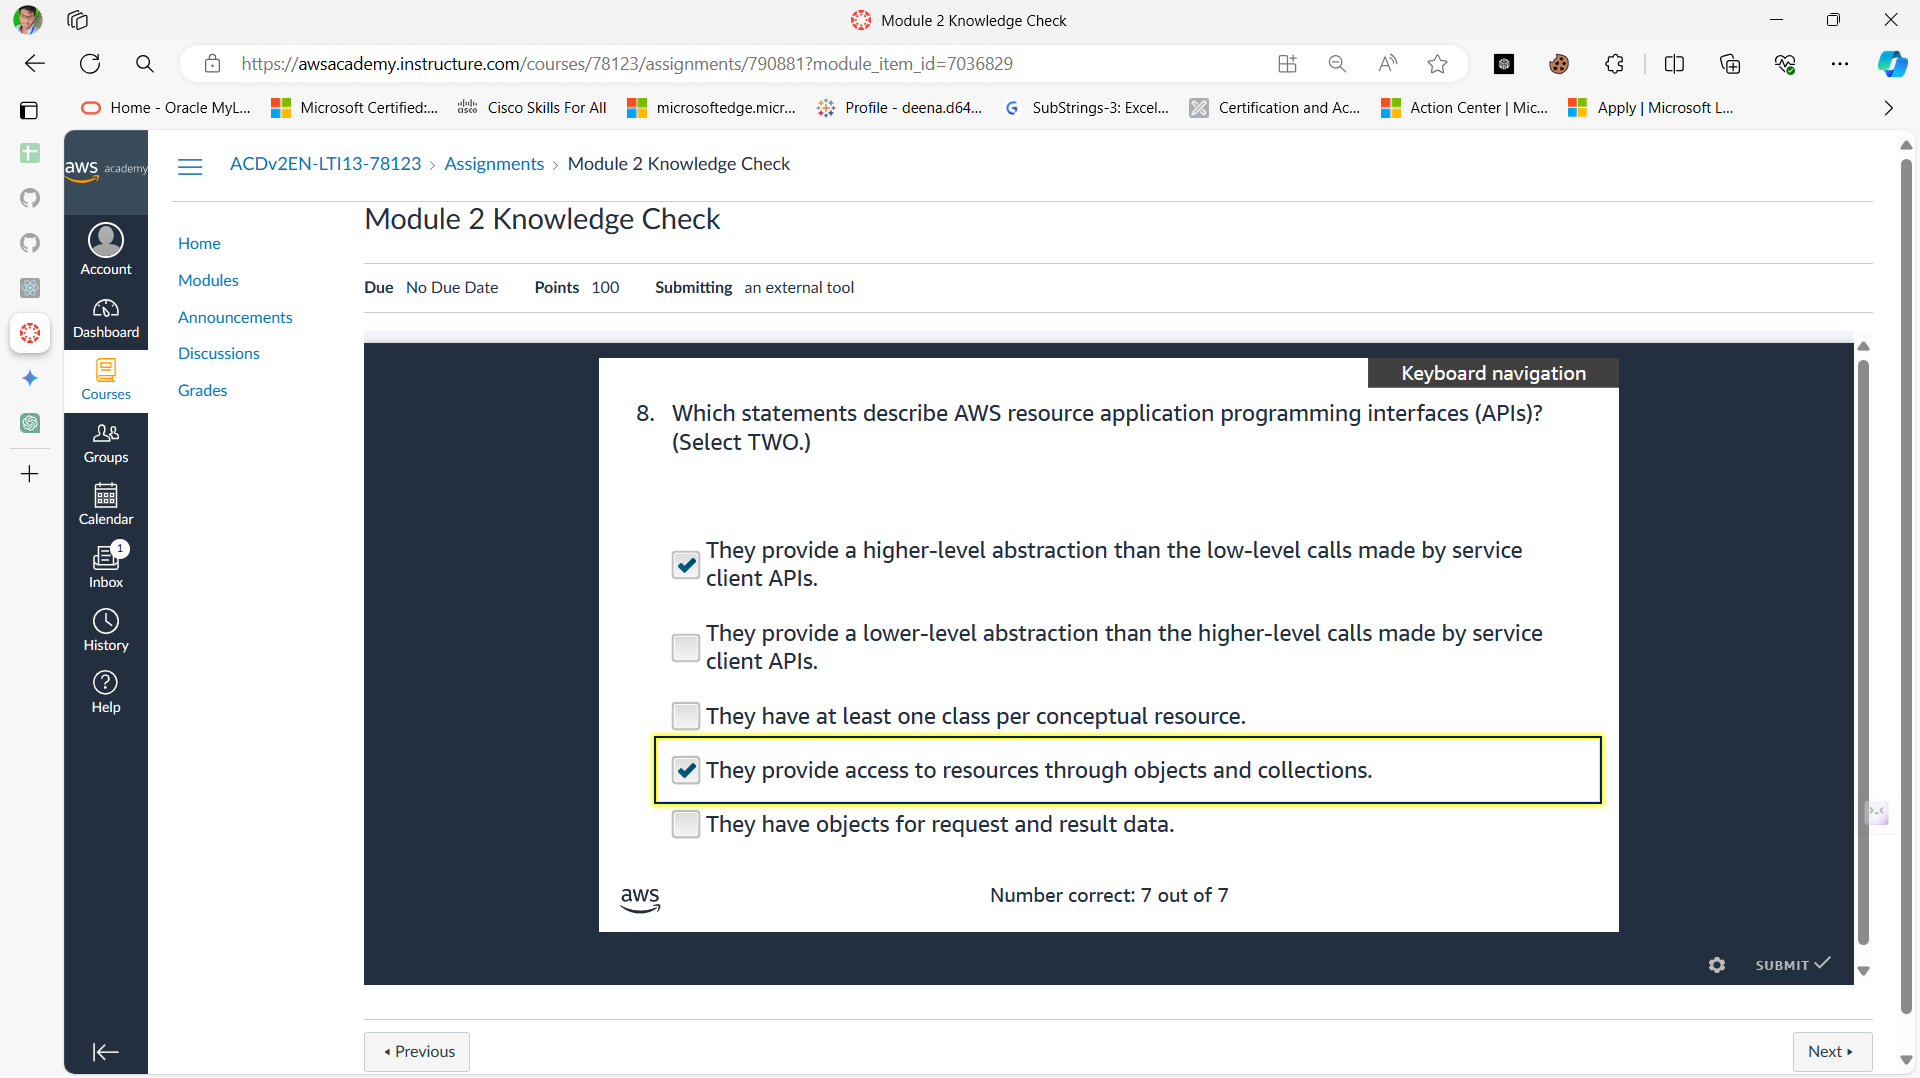 Module 2 Knowledge Check
https://awsacademy.instructure.com/courses/78123/assignments/790881?module_item_id=7036829
Home - Oracle MyL...
Microsoft Certified:...
Cisco Skills For All
microsoftedge.micr...
Profile - deena.d64...
SubStrings-3: Excel...
Certification and Ac...
Action Center | Mic...
Apply | Microsoft L...
aws academy
ACDv2EN-LTI13-78123 › Assignments › Module 2 Knowledge Check
Account
Dashboard
Courses
Groups
Calendar
1
Inbox
History
Help
Home
Modules
Announcements
Discussions
Grades
Module 2 Knowledge Check
Due No Due Date Points 100 Submitting an external tool
Keyboard navigation
8. Which statements describe AWS resource application programming interfaces (APIs)?
(Select TWO.)
They provide a higher-level abstraction than the low-level calls made by service
client APIs.
They provide a lower-level abstraction than the higher-level calls made by service
client APIs.
They have at least one class per conceptual resource.
They provide access to resources through objects and collections.
They have objects for request and result data.
aws
Number correct: 7 out of 7
SUBMIT
Previous
Next